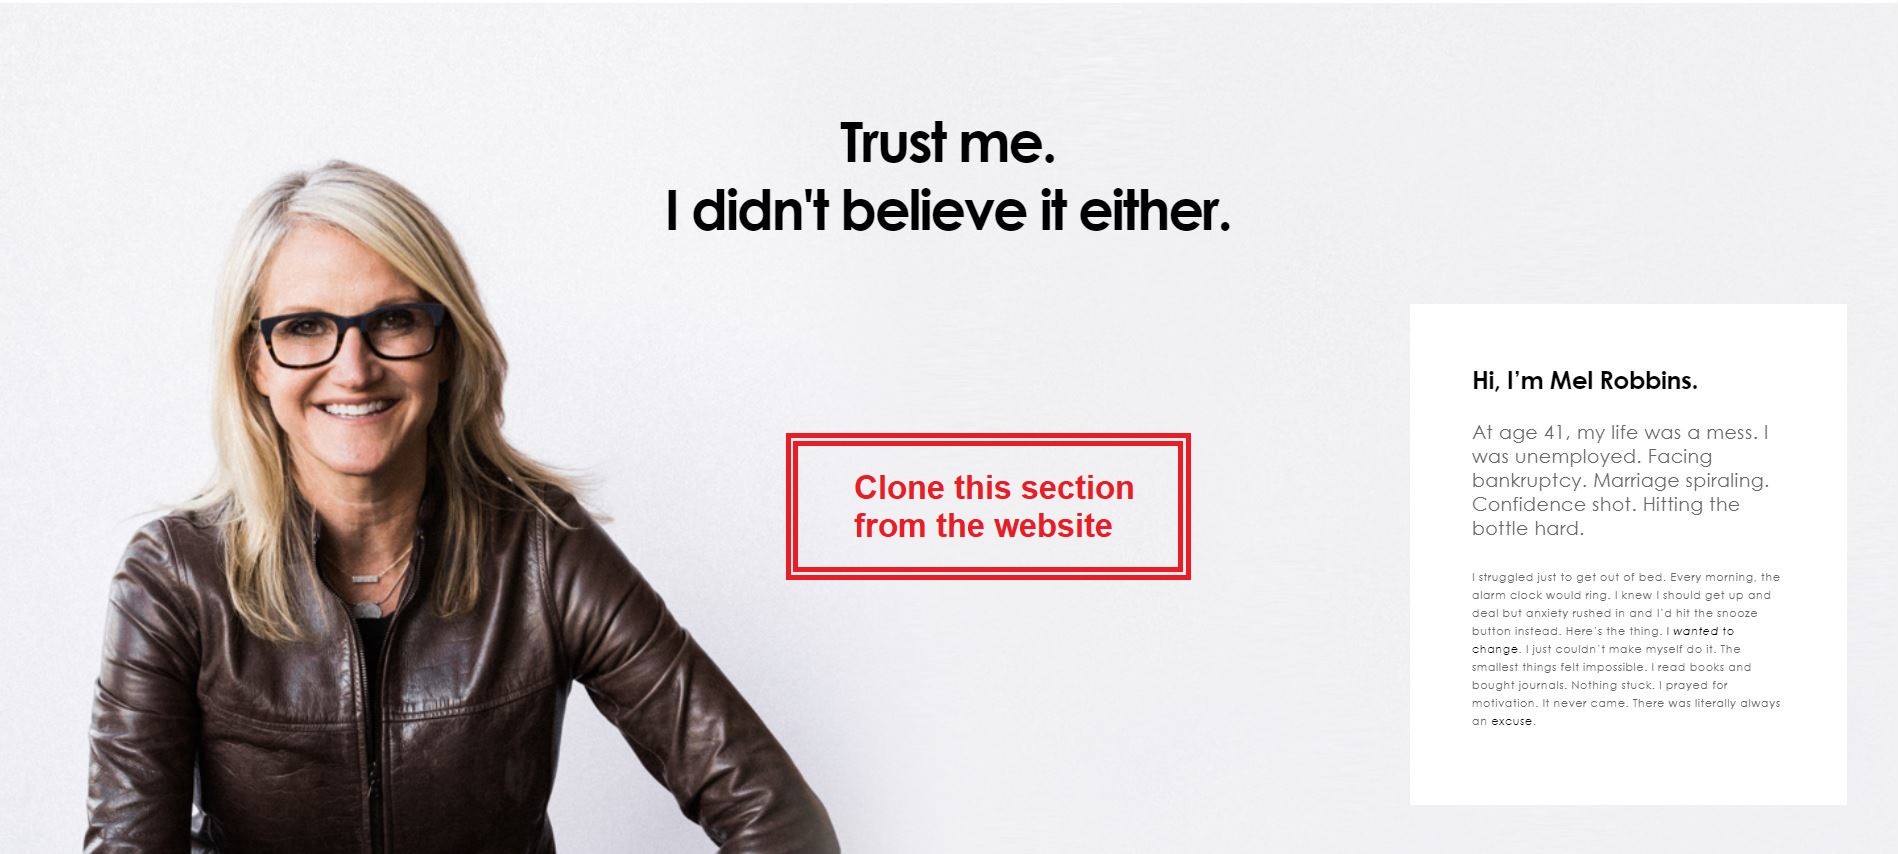 Trust me.
I didn't believe it either.
Clone this section
from the website
Hi, I’m Mel Robbins.
At age 41, my life was a mess. I
was unemployed. Facing
bankruptcy. Marriage spiraling.
Confidence shot. Hitting the
bottle hard.
I struggled just to get out of bed. Every morning, the
alarm clock would ring. I knew I should get up and
deal but anxiety rushed in and I’d hit the snooze
button instead. Here’s the thing. I wanted to
change. I just couldn’t make myself do it. The
smallest things felt impossible. I read books and
bought journals. Nothing stuck. I prayed for
motivation. It never came. There was literally always
an excuse.